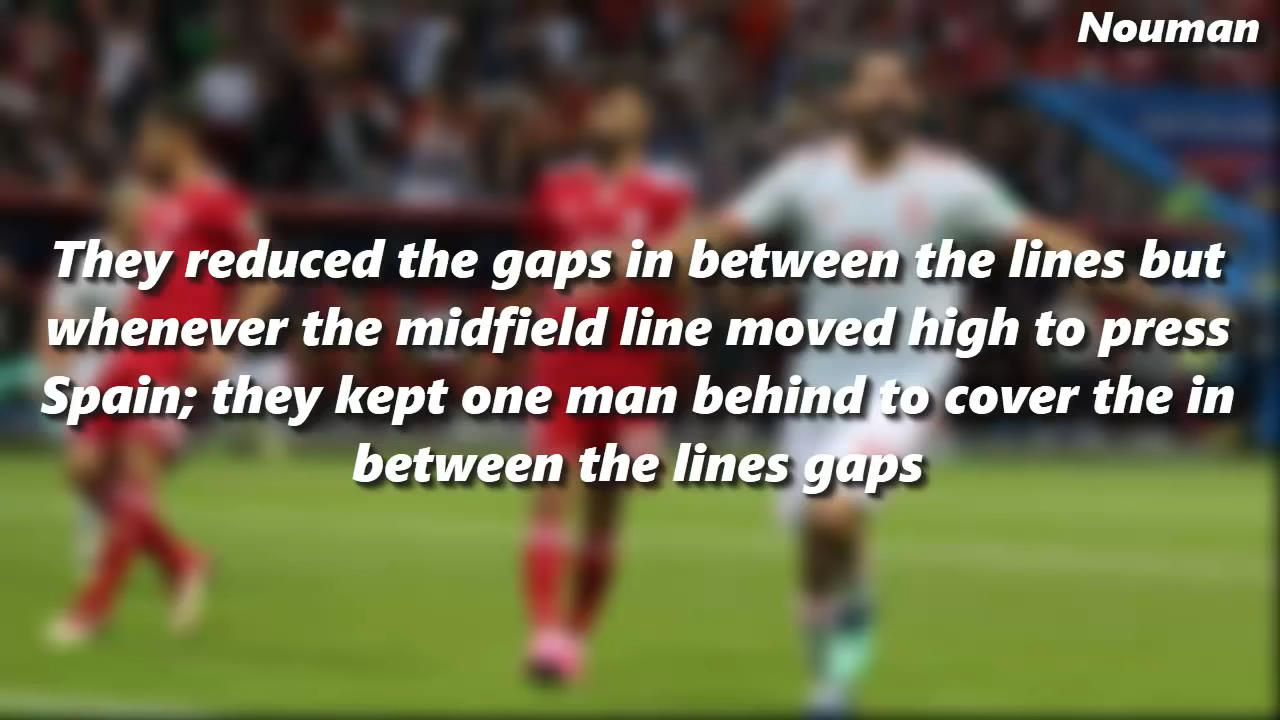 Nouman
They reduced the gaps in between the lines but
whenever the midfield line moved high to press
Spain; they kept one man behind to cover the in
between the lines gaps